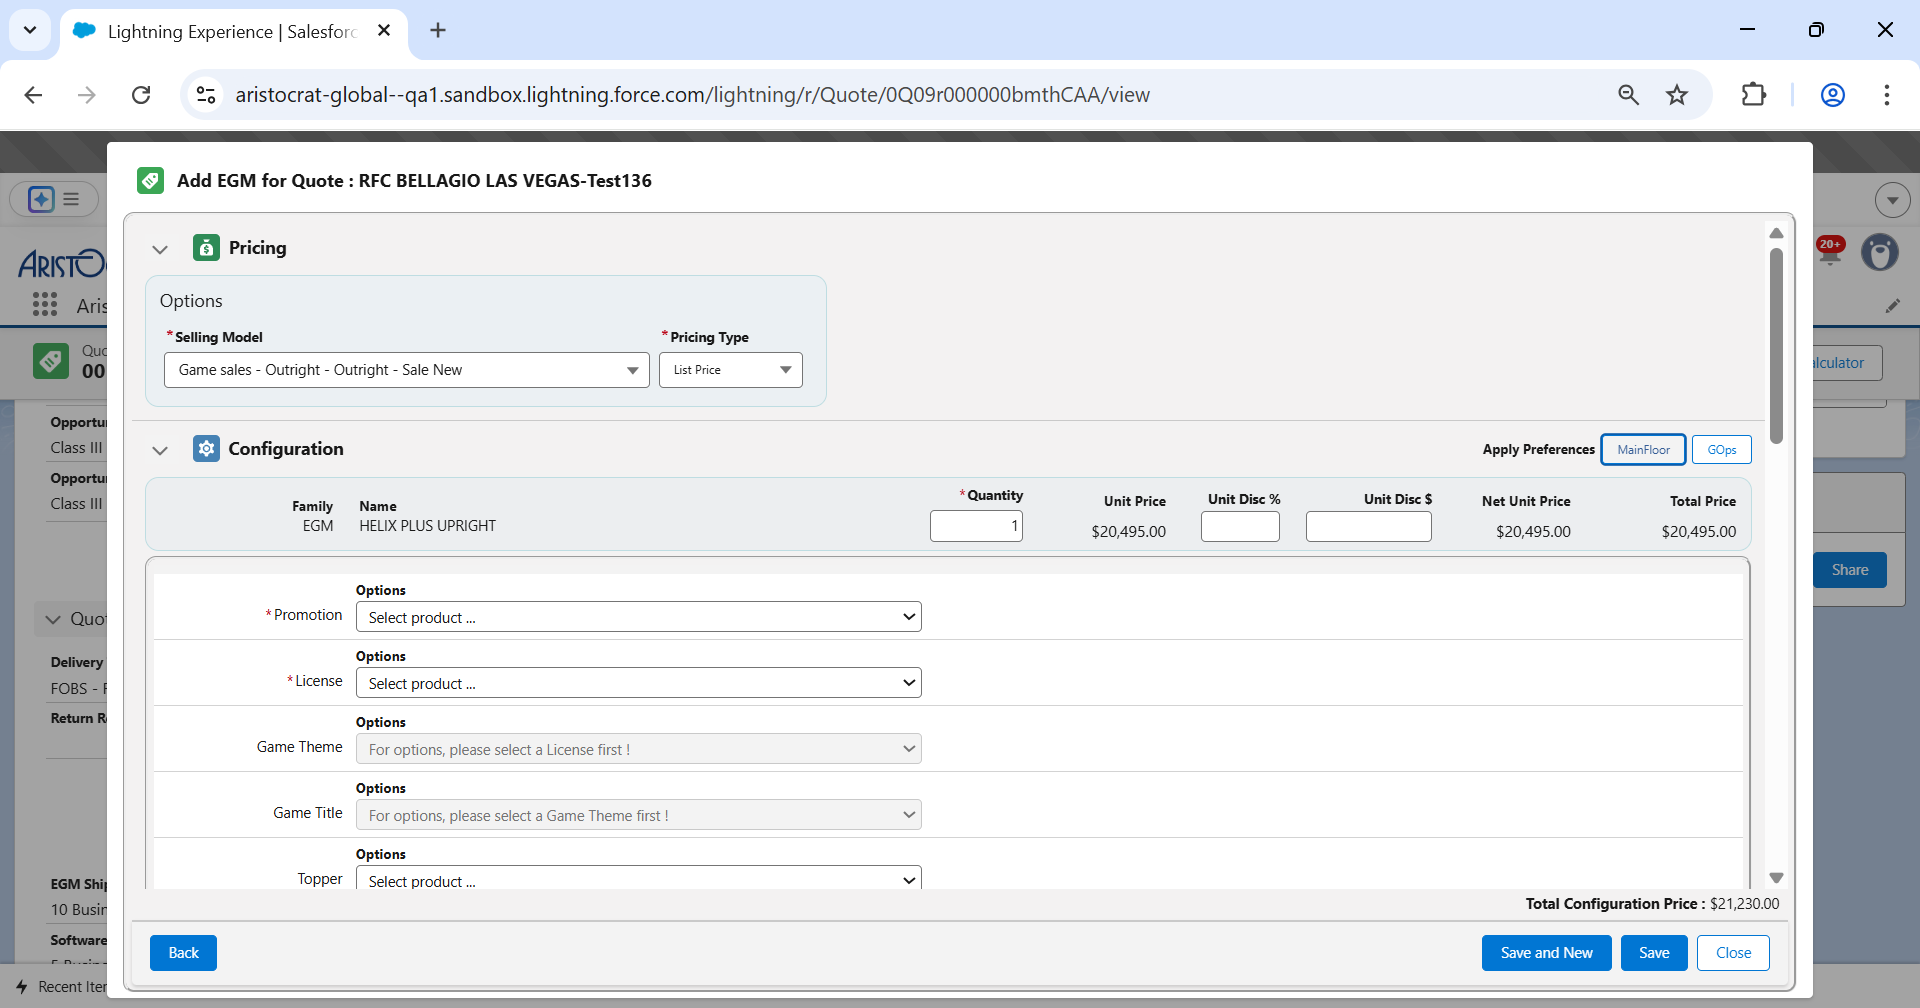 Lightning Experience | Salesforc
aristocrat-global--qa1.sandbox.lightning.force.com/lightning/r/Quote/0Q09r000000bmthCAA/view
Add EGM for Quote : RFC BELLAGIO LAS VEGAS-Test136
Pricing
Options
*Selling Model
*Pricing Type
Game sales - Outright - Outright - Sale New
List Price
Configuration
Apply Preferences
MainFloor
GOps
Family
Name
*Quantity
Unit Price
Unit Disc %
Unit Disc $
Net Unit Price
Total Price
EGM
HELIX PLUS UPRIGHT
1
$20,495.00
$20,495.00
$20,495.00
Options
*Promotion
Select product ...
Options
*License
Select product ...
Options
Game Theme
For options, please select a License first !
Options
Game Title
For options, please select a Game Theme first !
Options
Topper
Select product ...
Total Configuration Price : $21,230.00
Back
Save and New
Save
Close
ARISTO
Aris
20+
Quo
00
alculator
Opportu
Class III
Opportu
Class III
Share
Quo
Delivery
FOBS - F
Return R
EGM Ship
10 Busin
Software
5 Busine
Recent Iter